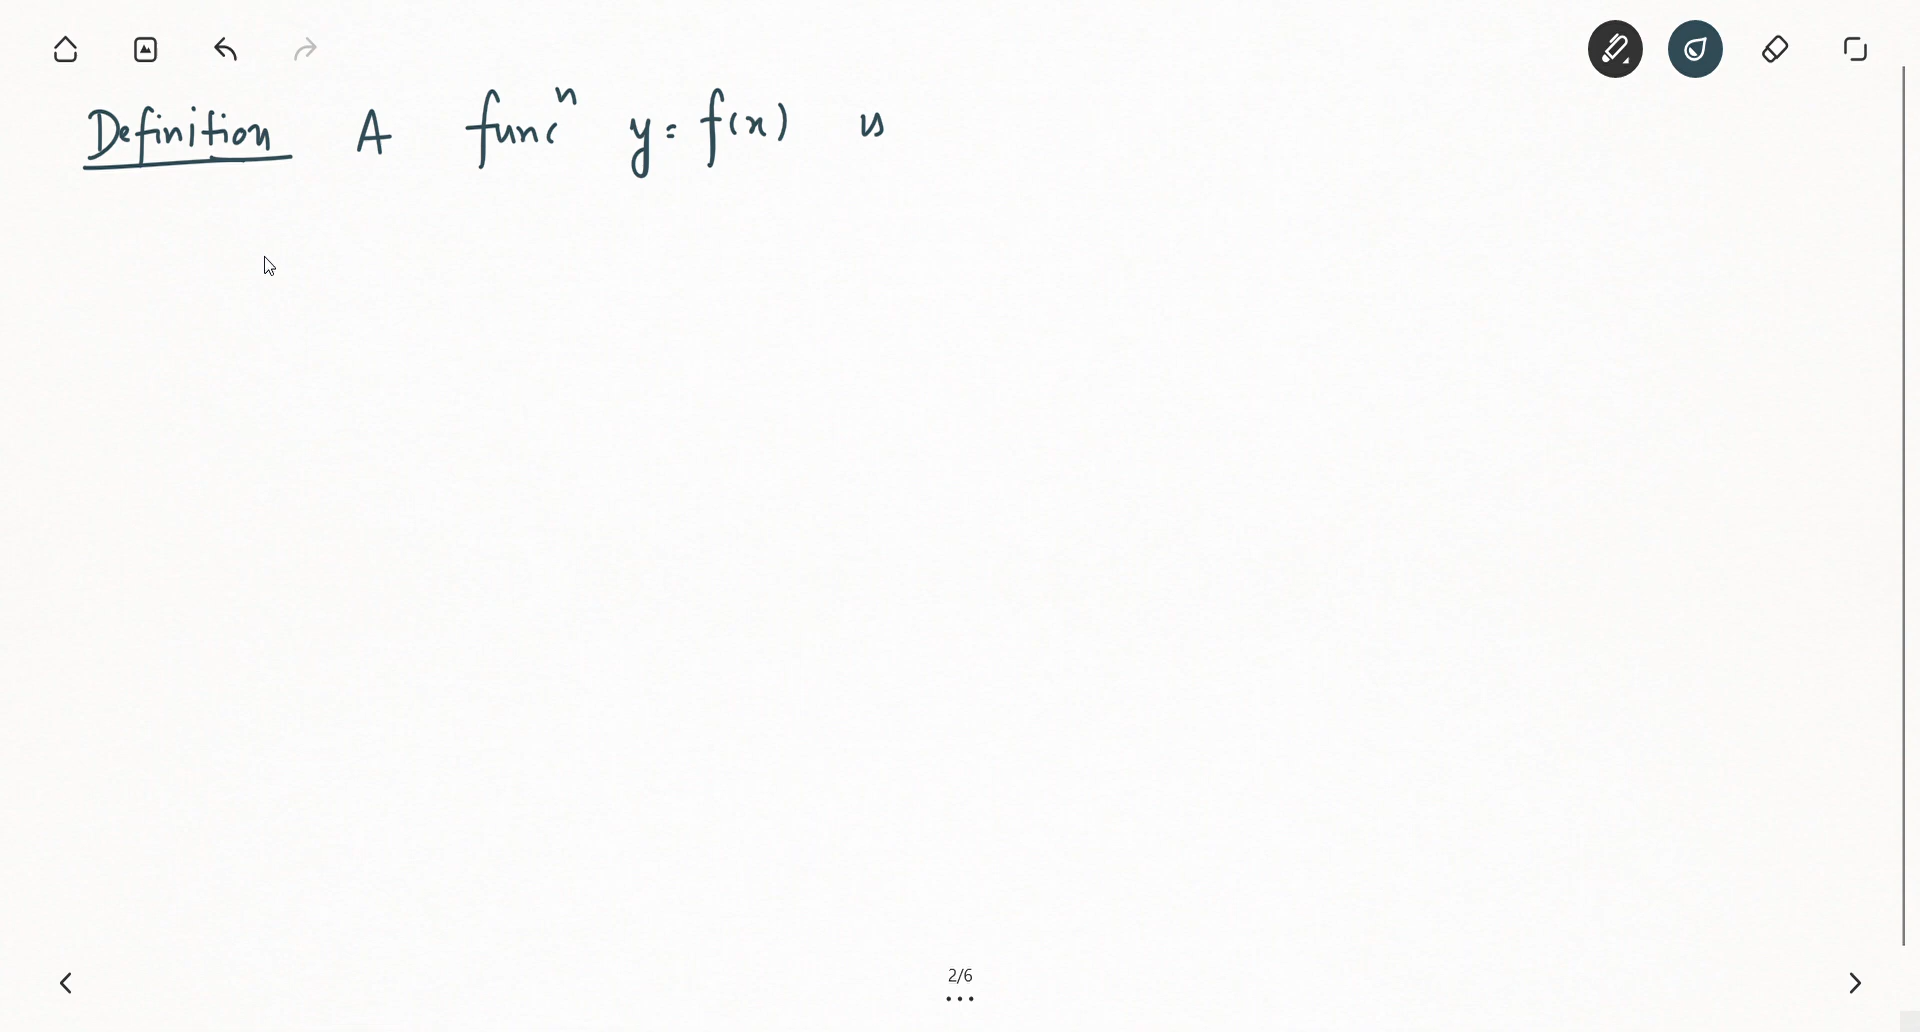 Definition A funcⁿ y = f(x) is
2/6